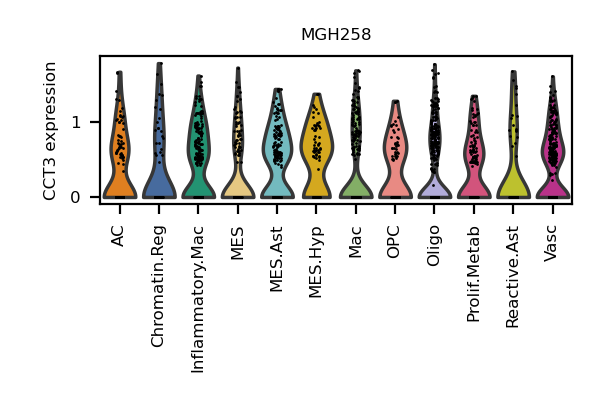 MGH258
CCT3 expression
1
0
AC
Chromatin.Reg
Inflammatory.Mac
MES
MES.Ast
MES.Hyp
Mac
OPC
Oligo
Prolif.Metab
Reactive.Ast
Vasc